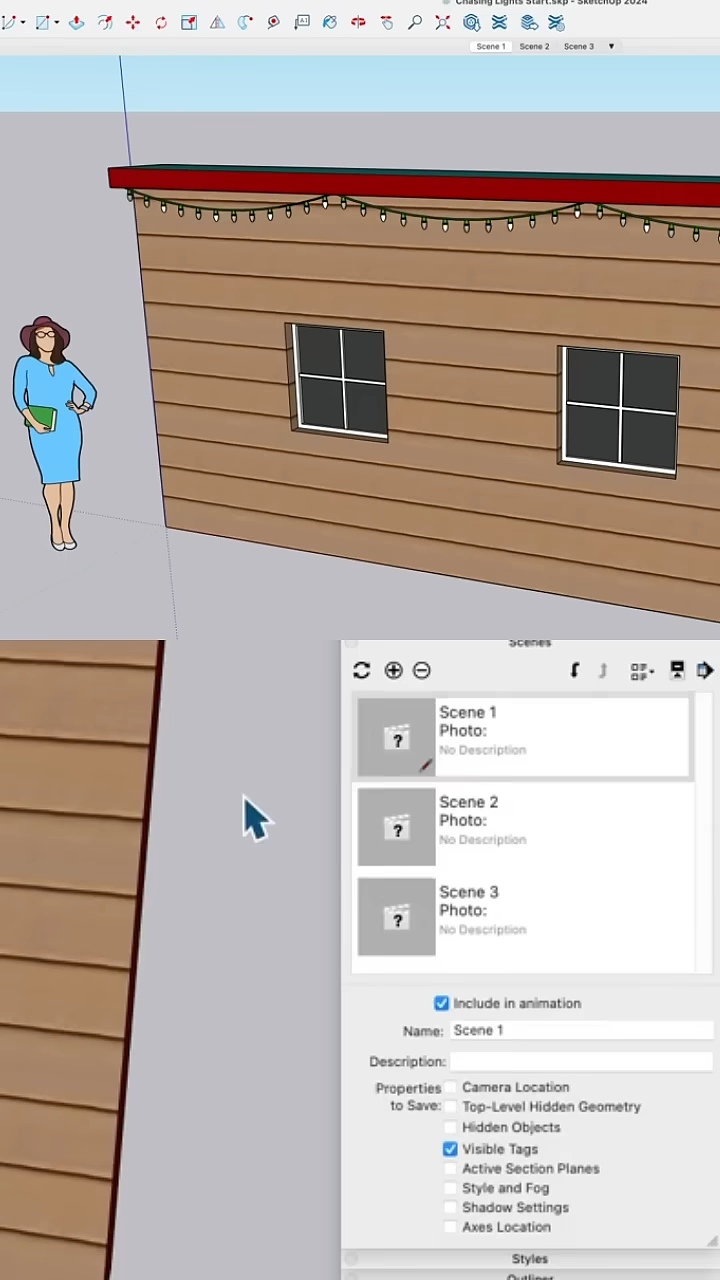 Chasing Lights Start.skp - SketchUp 2024
A1
Scene 1 Scene 2 Scene 3
Scenes
Scene 1
Photo:
No Description
Scene 2
Photo:
No Description
Scene 3
Photo:
No Description
Include in animation
Name: Scene 1
Description:
Properties to Save:
Camera Location
Top-Level Hidden Geometry
Hidden Objects
Visible Tags
Active Section Planes
Style and Fog
Shadow Settings
Axes Location
Styles
Outliner